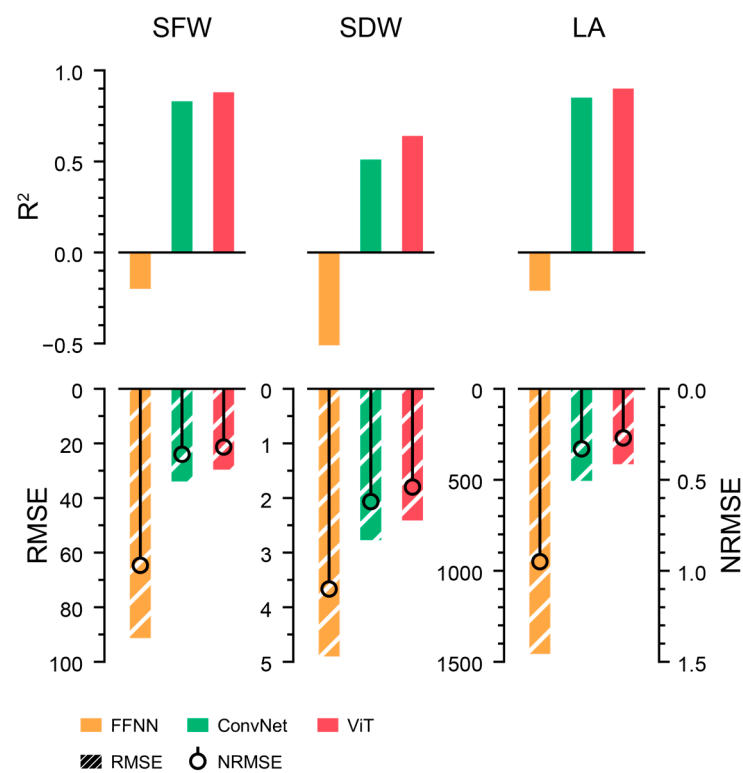 SFW SDW LA
1.0
0.5
0.0
−0.5
R²
0 0 0 0.0
20 1
40 2 500 0.5
60 3
80 4 1000 1.0
100 5 1500 1.5
RMSE
NRMSE
FFNN ConvNet ViT
RMSE NRMSE